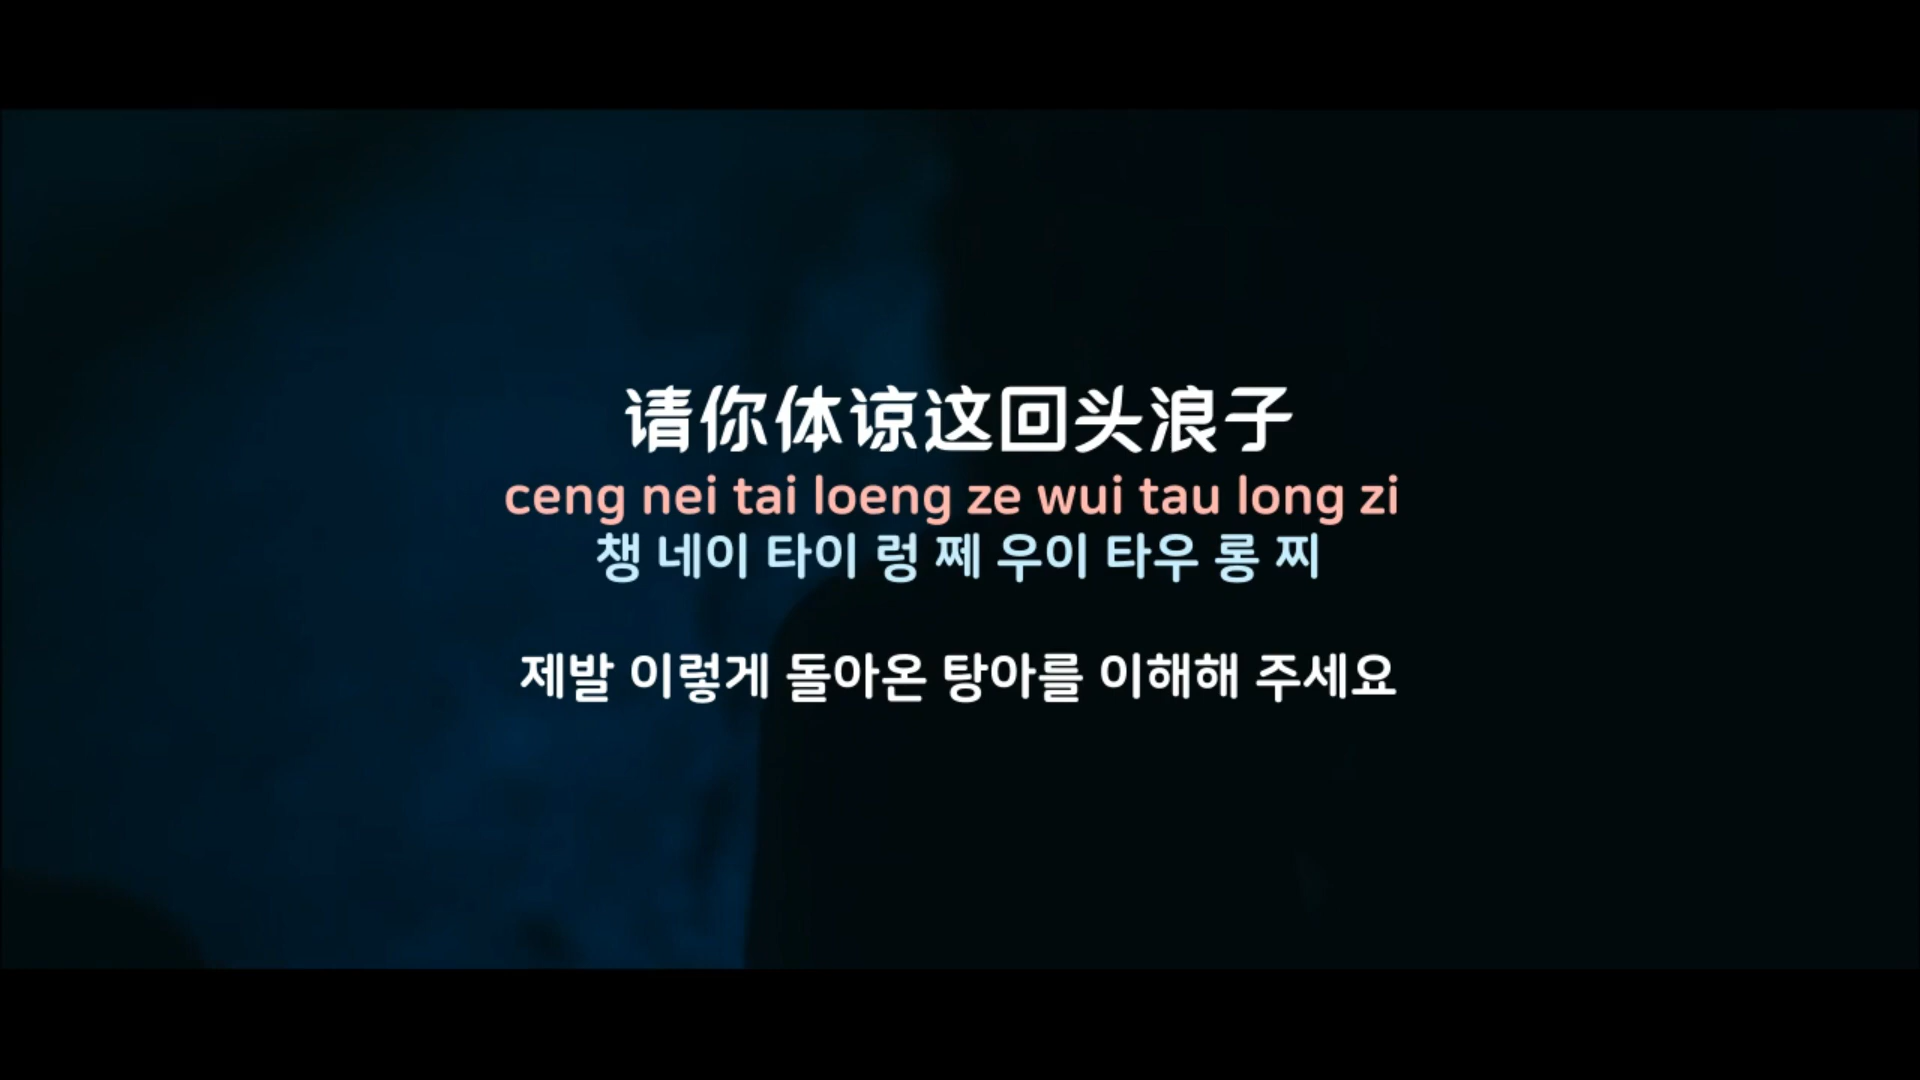 请你体谅这回头浪子
ceng nei tai loeng ze wui tau long zi
챙 네이 타이 렁 쩨 우이 타우 롱 찌
제발 이렇게 돌아온 탕아를 이해해 주세요